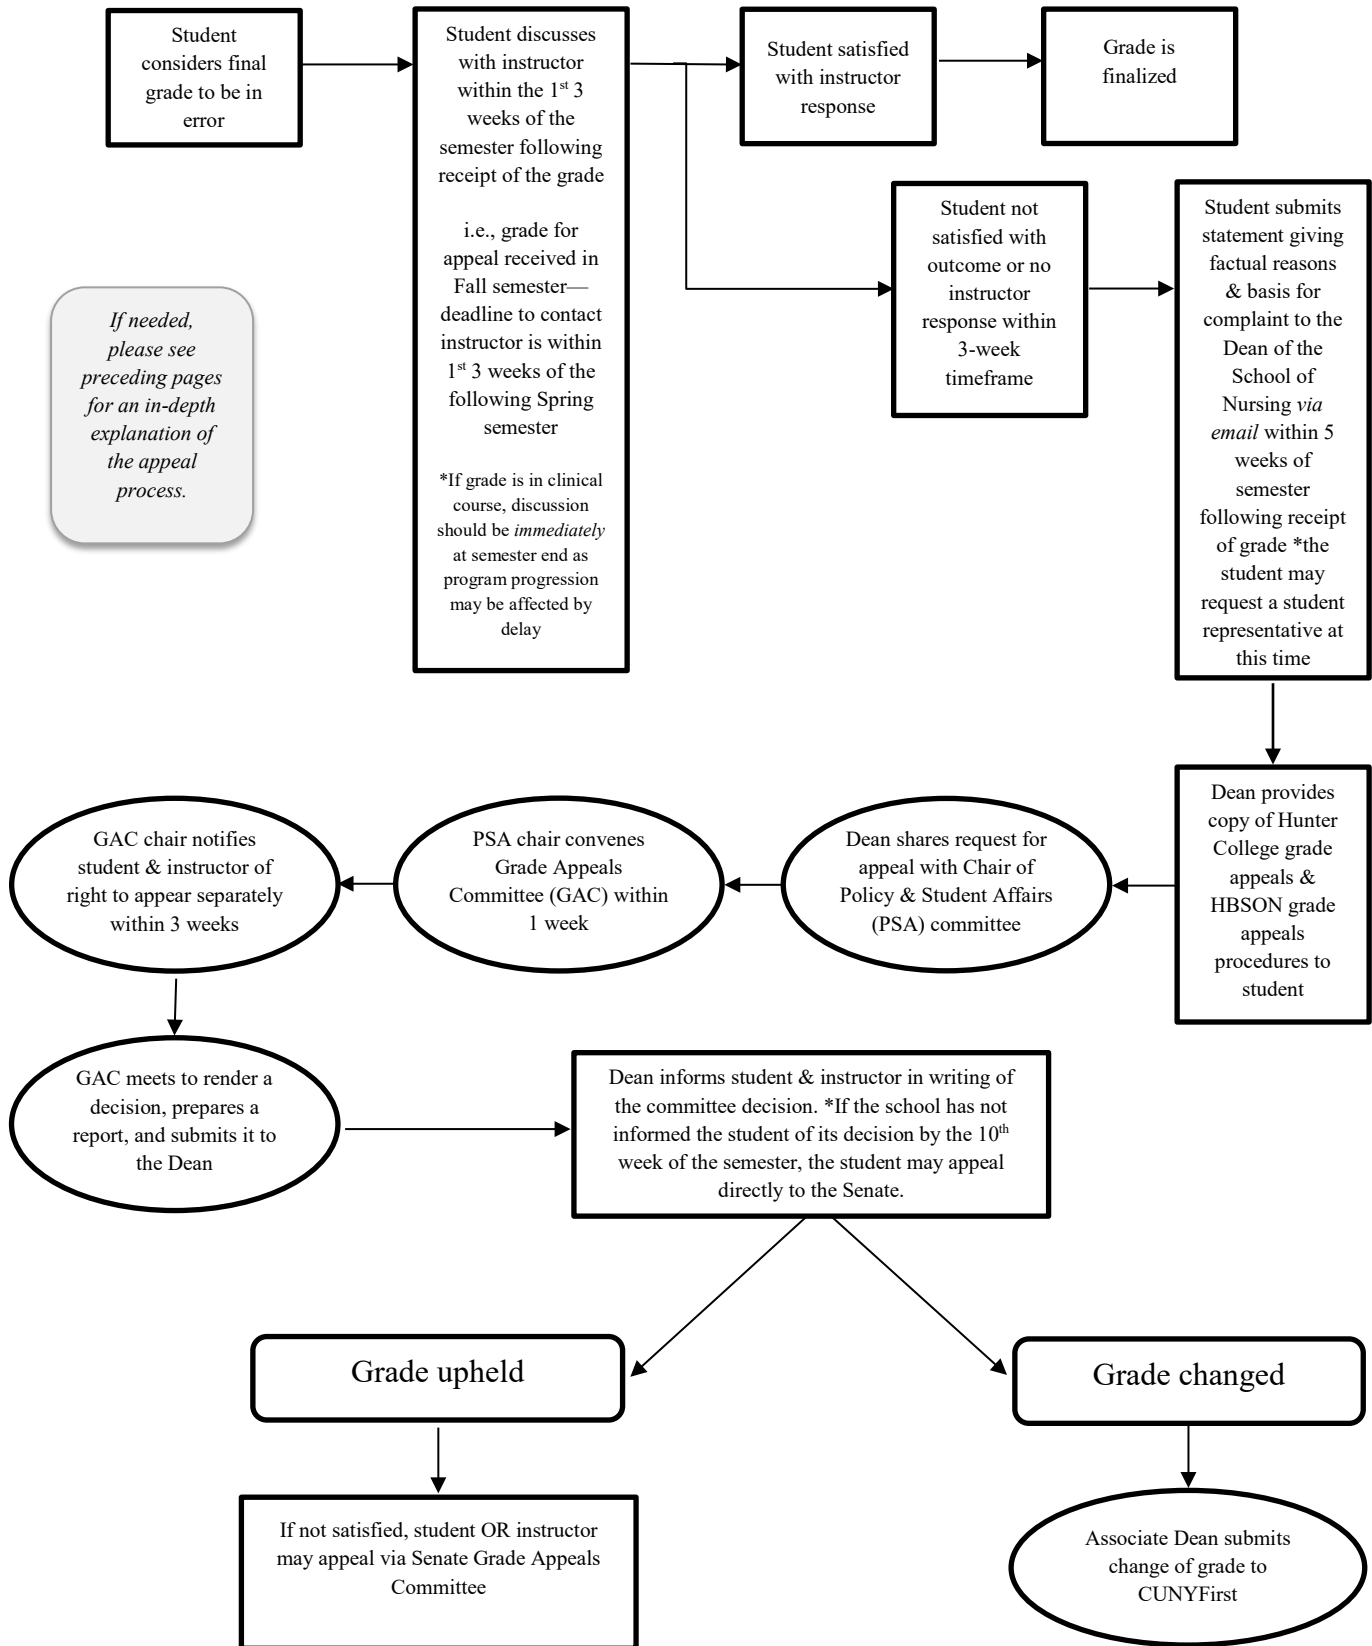 Student
considers final
grade to be in
error
Student discusses
with instructor
within the 1st 3
weeks of the
semester following
receipt of the grade
i.e., grade for
appeal received in
Fall semester—
deadline to contact
instructor is within
1st 3 weeks of the
following Spring
semester
*If grade is in clinical
course, discussion
should be immediately
at semester end as
program progression
may be affected by
delay
Student satisfied
with instructor
response
Grade is
finalized
Student not
satisfied with
outcome or no
instructor
response within
3-week
timeframe
Student submits
statement giving
factual reasons
& basis for
complaint to the
Dean of the
School of
Nursing via
email within 5
weeks of
semester
following receipt
of grade *the
student may
request a student
representative at
this time
If needed,
please see
preceding pages
for an in-depth
explanation of
the appeal
process.
Dean provides
copy of Hunter
College grade
appeals &
HBSON grade
appeals
procedures to
student
Dean shares request for
appeal with Chair of
Policy & Student Affairs
(PSA) committee
PSA chair convenes
Grade Appeals
Committee (GAC) within
1 week
GAC chair notifies
student & instructor of
right to appear separately
within 3 weeks
GAC meets to render a
decision, prepares a
report, and submits it to
the Dean
Dean informs student & instructor in writing of
the committee decision. *If the school has not
informed the student of its decision by the 10th
week of the semester, the student may appeal
directly to the Senate.
Grade upheld
Grade changed
If not satisfied, student OR instructor
may appeal via Senate Grade Appeals
Committee
Associate Dean submits
change of grade to
CUNYFirst